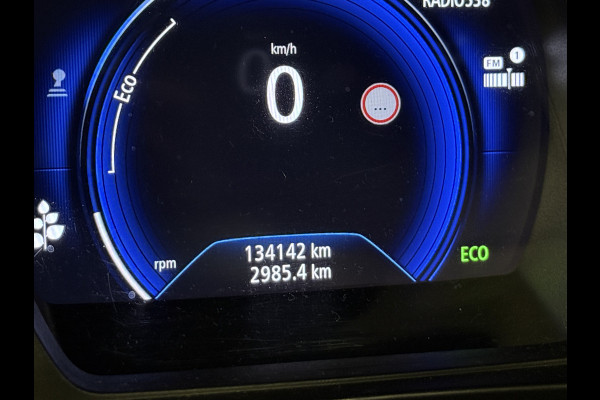 RADIO538
km/h
FM 1
Eco
0
...
134142 km
rpm
2985.4 km
ECO